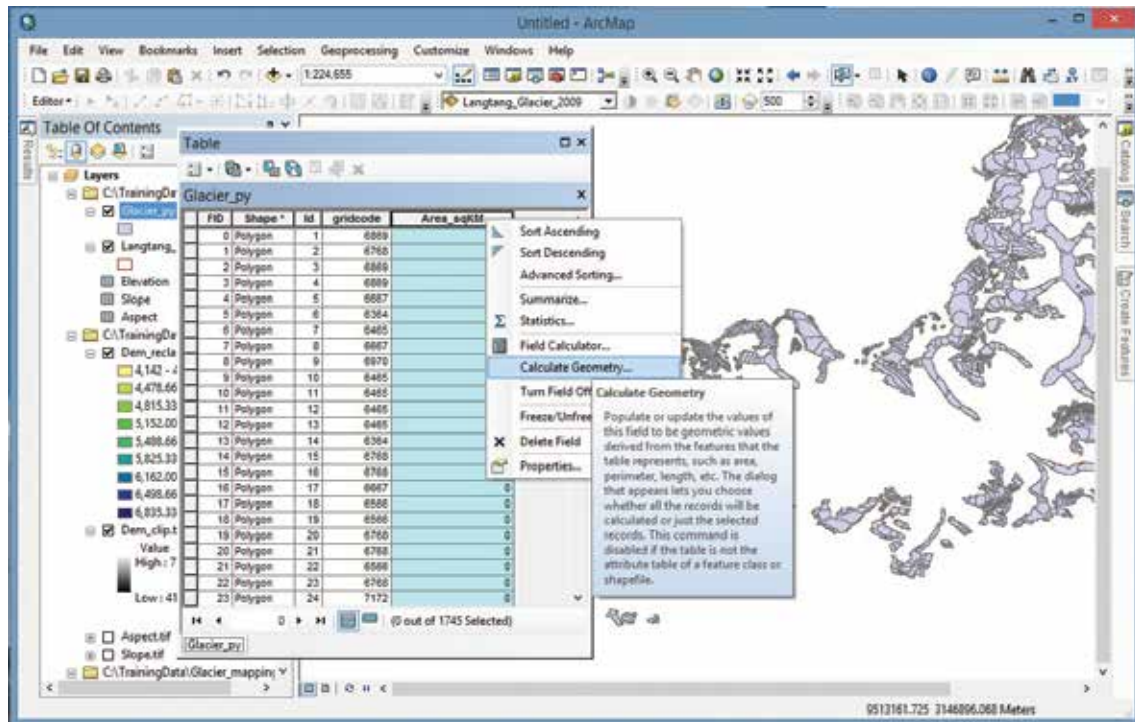 Untitled - ArcMap
File Edit View Bookmarks Insert Selection Geoprocessing Customize Windows Help
1:224,655
Editor
Langtang_Glacier_2009
500
Table Of Contents
Results
Layers
C:\TrainingDa
Glacier_py
Langtang_
Elevation
Slope
Aspect
C:\TrainingDa
Dem_recla
4,142 - 4
4,478.66
4,815.33
5,152.00
5,488.66
5,825.33
6,162.00
6,498.66
6,835.33
Dem_clip.t
Value
High : 7
Low : 41
Aspect.tif
Slope.tif
C:\TrainingData\Glacier_mapping
Table
Glacier_py
FID Shape * Id gridcode Area_sqKM
0 Polygon 1 6869
1 Polygon 2 6768
2 Polygon 3 6869
3 Polygon 4 6869
4 Polygon 5 6667
5 Polygon 6 6364
6 Polygon 7 6465
7 Polygon 8 6667
8 Polygon 9 6970
9 Polygon 10 6465
10 Polygon 11 6465
11 Polygon 12 6465
12 Polygon 13 6465
13 Polygon 14 6364
14 Polygon 15 6768
15 Polygon 16 6768
16 Polygon 17 6667 0
17 Polygon 18 6566 0
18 Polygon 19 6566 0
19 Polygon 20 6768 0
20 Polygon 21 6768 0
21 Polygon 22 6566 0
22 Polygon 23 6768 0
23 Polygon 24 7172 0
0
(0 out of 1745 Selected)
Glacier_py
Sort Ascending
Sort Descending
Advanced Sorting...
Summarize...
Statistics...
Field Calculator...
Calculate Geometry...
Turn Field Off
Freeze/Unfree
Delete Field
Properties...
Calculate Geometry
Populate or update the values of
this field to be geometric values
derived from the features that the
table represents, such as area,
perimeter, length, etc. The dialog
that appears lets you choose
whether all the records will be
calculated or just the selected
records. This command is
disabled if the table is not the
attribute table of a feature class or
shapefile.
Catalog
Search
Create Features
9513161.725 3146896.068 Meters